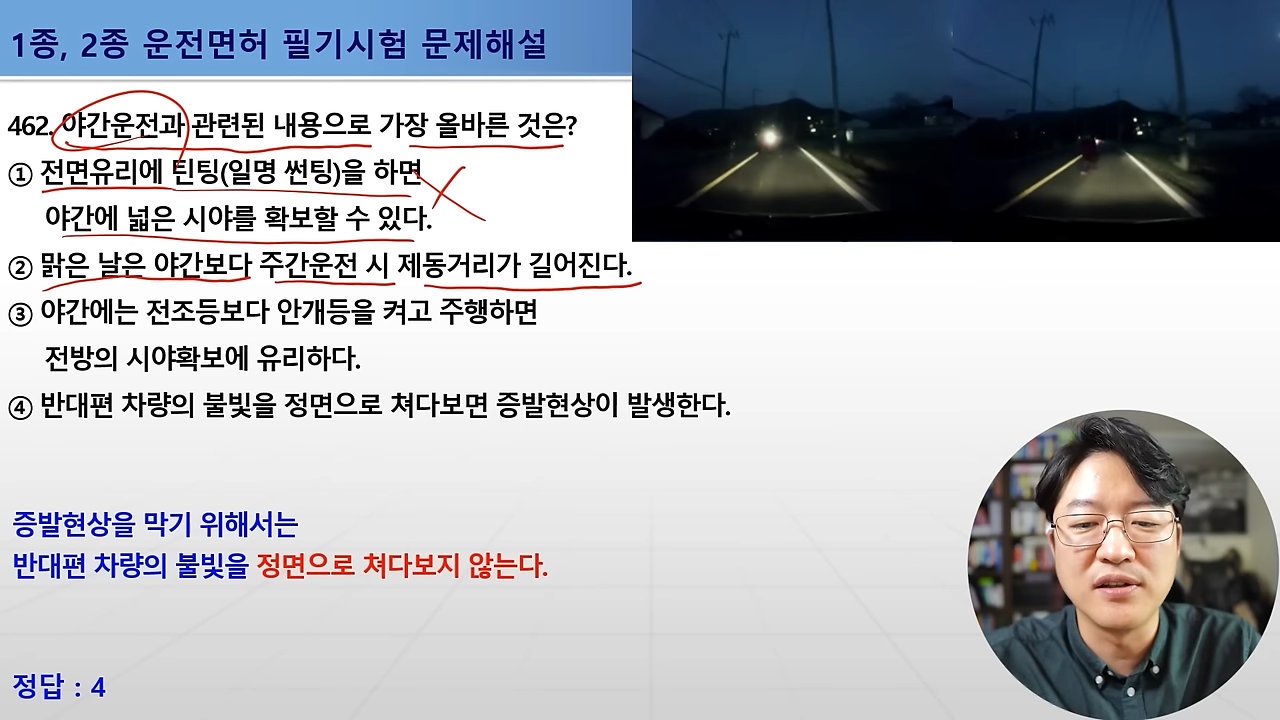 1종, 2종 운전면허 필기시험 문제해설
462. 야간운전과 관련된 내용으로 가장 올바른 것은?
① 전면유리에 틴팅(일명 썬팅)을 하면
야간에 넓은 시야를 확보할 수 있다.
② 맑은 날은 야간보다 주간운전 시 제동거리가 길어진다.
③ 야간에는 전조등보다 안개등을 켜고 주행하면
전방의 시야확보에 유리하다.
④ 반대편 차량의 불빛을 정면으로 쳐다보면 증발현상이 발생한다.
증발현상을 막기 위해서는
반대편 차량의 불빛을 정면으로 쳐다보지 않는다.
정답 : 4